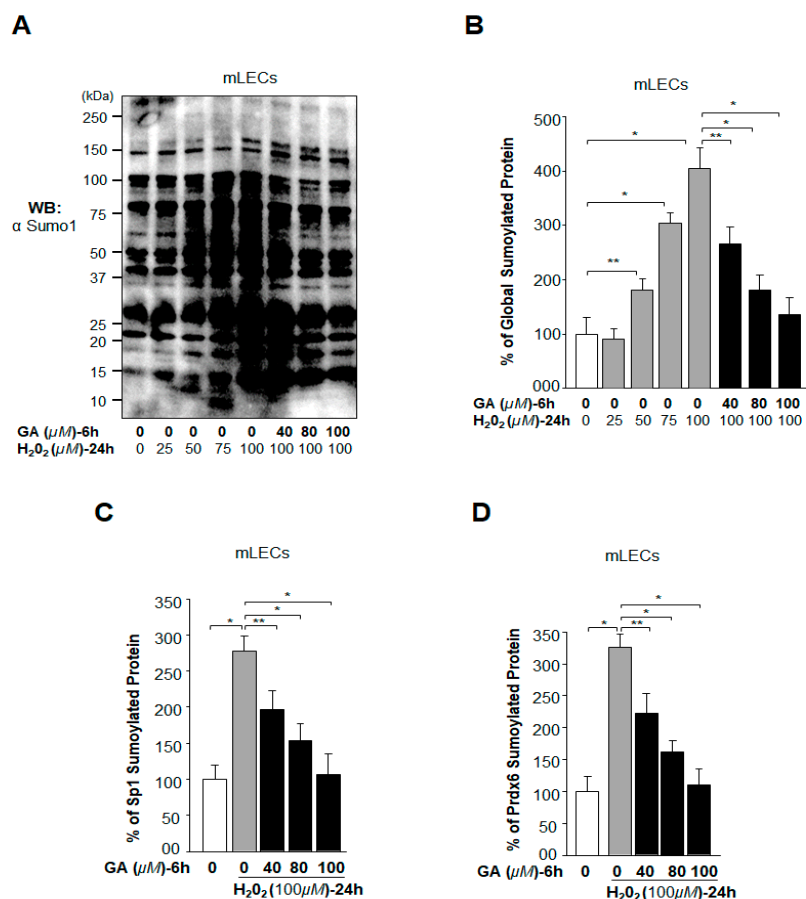 A
mLECs
(kDa)
250
150
100
75
50
37
25
20
15
10
WB:
α Sumo1
GA (µM)-6h 0 0 0 0 0 40 80 100
H₂0₂(µM)-24h 0 25 50 75 100 100 100 100
B
mLECs
% of Global Sumoylated Protein
500
400
300
200
100
000
** * * ** * *
GA (µM)-6h 0 0 0 0 0 40 80 100
H₂0₂(µM)-24h 0 25 50 75 100 100 100 100
C
mLECs
% of Sp1 Sumoylated Protein
350
300
250
200
150
100
50
00
* ** * *
GA (µM)-6h 0 0 40 80 100
H₂0₂(100µM)-24h
D
mLECs
% of Prdx6 Sumoylated Protein
350
300
250
200
150
100
50
00
* ** * *
GA (µM)-6h 0 0 40 80 100
H₂0₂(100µM)-24h